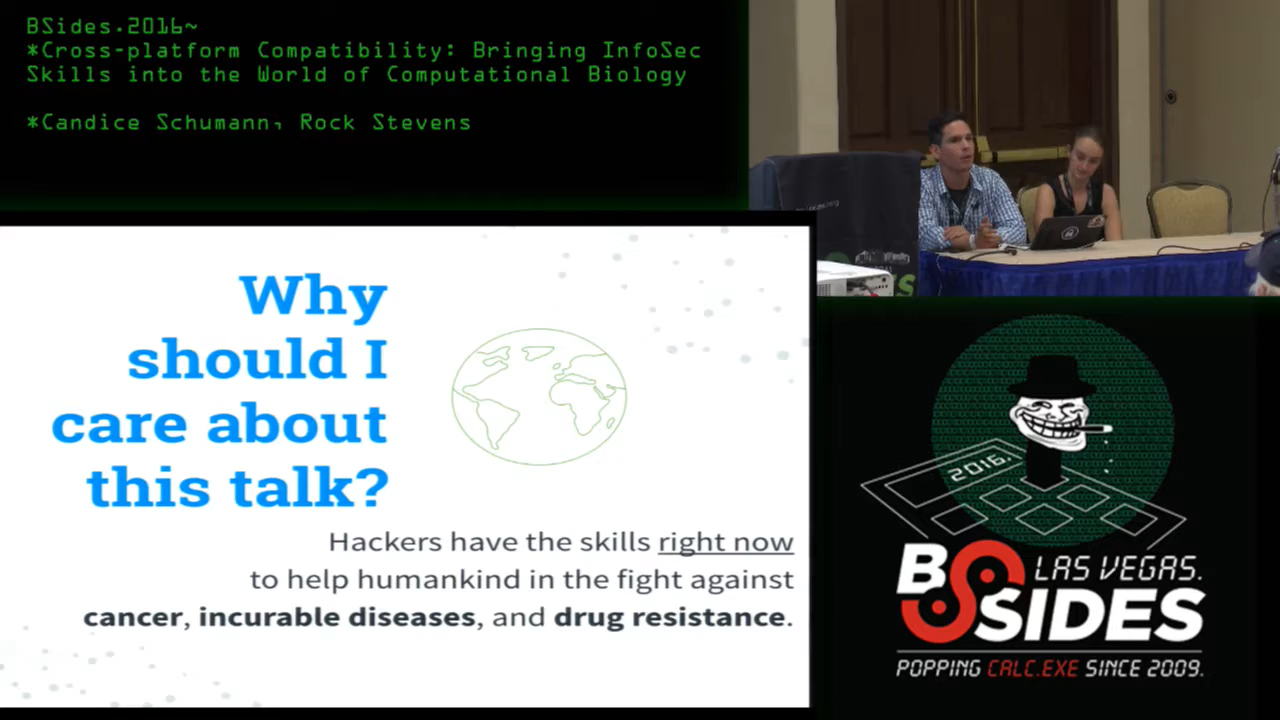 BSides.2016~
*Cross-platform Compatibility: Bringing InfoSec
Skills into the World of Computational Biology
*Candice Schumann, Rock Stevens
Why
should I
care about
this talk?
Hackers have the skills right now
to help humankind in the fight against
cancer, incurable diseases, and drug resistance.
2016.
BSIDES
LAS VEGAS.
POPPING CALC.EXE SINCE 2009.